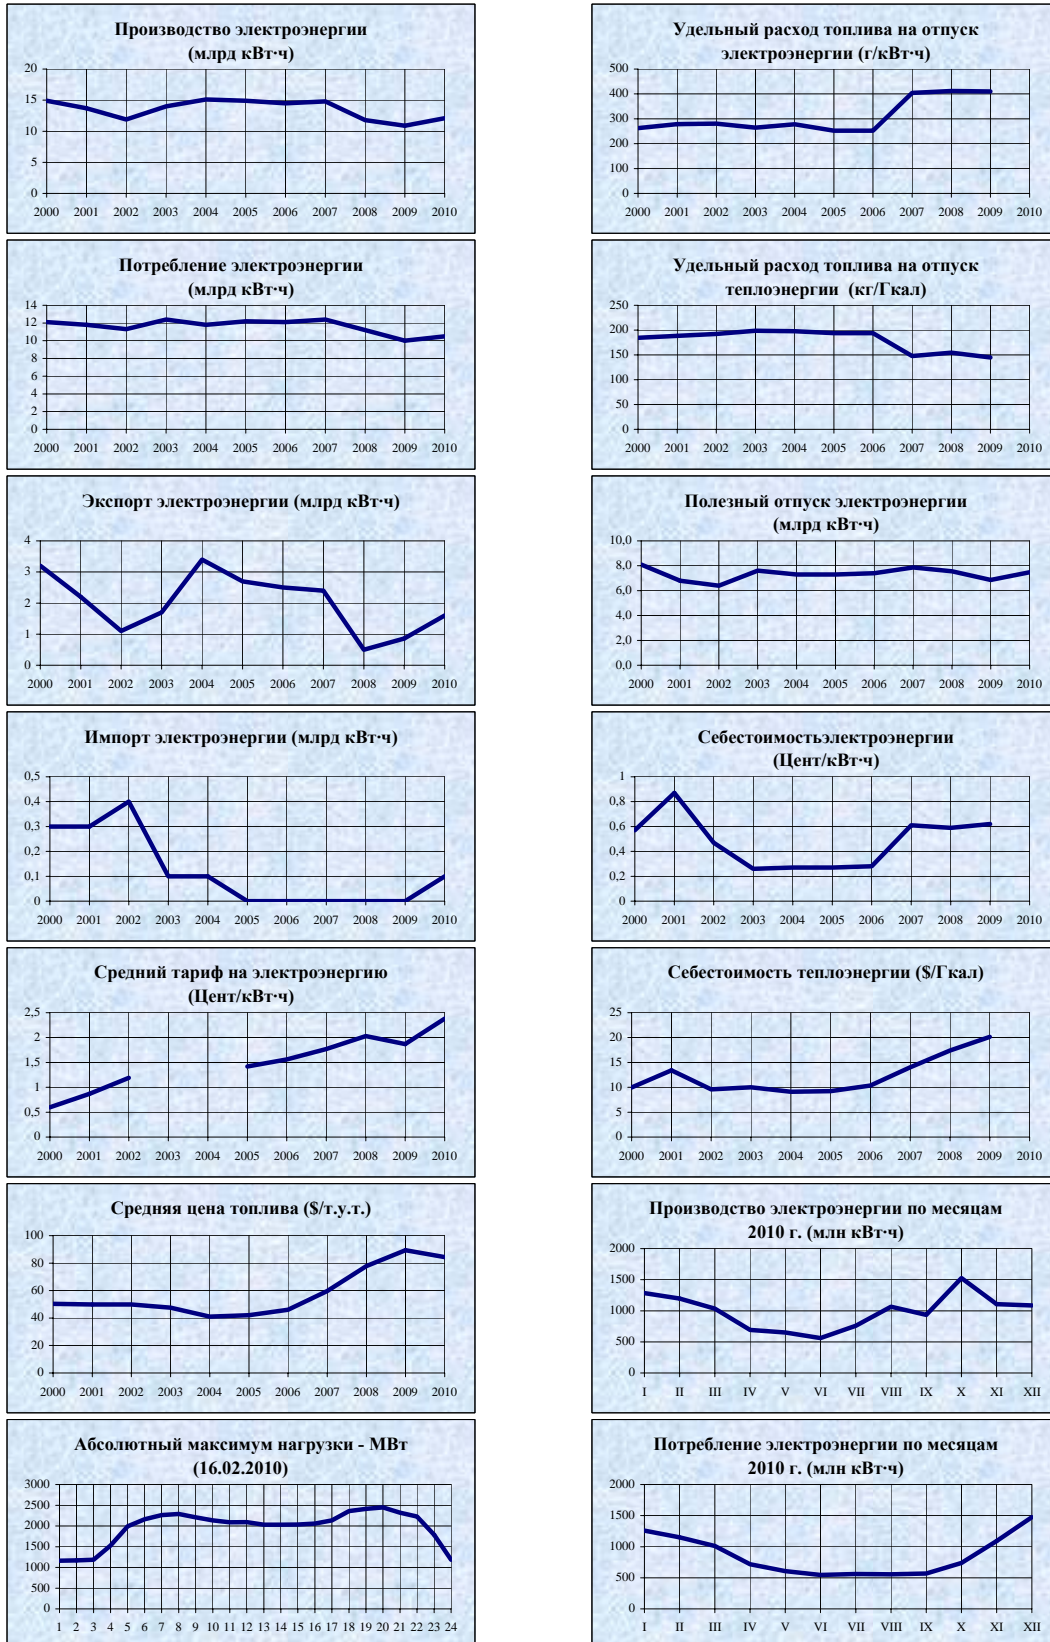 Производство электроэнергии
(млрд кВт·ч)
20
15
10
5
0
2000 2001 2002 2003 2004 2005 2006 2007 2008 2009 2010
Удельный расход топлива на отпуск
электроэнергии (г/кВт·ч)
500
400
300
200
100
0
2000 2001 2002 2003 2004 2005 2006 2007 2008 2009 2010
Потребление электроэнергии
(млрд кВт·ч)
14
12
10
8
6
4
2
0
2000 2001 2002 2003 2004 2005 2006 2007 2008 2009 2010
Удельный расход топлива на отпуск
теплоэнергии (кг/Гкал)
250
200
150
100
50
0
2000 2001 2002 2003 2004 2005 2006 2007 2008 2009 2010
Экспорт электроэнергии (млрд кВт·ч)
4
3
2
1
0
2000 2001 2002 2003 2004 2005 2006 2007 2008 2009 2010
Полезный отпуск электроэнергии
(млрд кВт·ч)
10,0
8,0
6,0
4,0
2,0
0,0
2000 2001 2002 2003 2004 2005 2006 2007 2008 2009 2010
Импорт электроэнергии (млрд кВт·ч)
0,5
0,4
0,3
0,2
0,1
0
2000 2001 2002 2003 2004 2005 2006 2007 2008 2009 2010
Себестоимостьэлектроэнергии
(Цент/кВт·ч)
1
0,8
0,6
0,4
0,2
0
2000 2001 2002 2003 2004 2005 2006 2007 2008 2009 2010
Средний тариф на электроэнергию
(Цент/кВт·ч)
2,5
2
1,5
1
0,5
0
2000 2001 2002 2003 2004 2005 2006 2007 2008 2009 2010
Себестоимость теплоэнергии ($/Гкал)
25
20
15
10
5
0
2000 2001 2002 2003 2004 2005 2006 2007 2008 2009 2010
Средняя цена топлива ($/т.у.т.)
100
80
60
40
20
0
2000 2001 2002 2003 2004 2005 2006 2007 2008 2009 2010
Производство электроэнергии по месяцам
2010 г. (млн кВт·ч)
2000
1500
1000
500
0
I II III IV V VI VII VIII IX X XI XII
Абсолютный максимум нагрузки - МВт
(16.02.2010)
3000
2500
2000
1500
1000
500
0
1 2 3 4 5 6 7 8 9 10 11 12 13 14 15 16 17 18 19 20 21 22 23 24
Потребление электроэнергии по месяцам
2010 г. (млн кВт·ч)
2000
1500
1000
500
0
I II III IV V VI VII VIII IX X XI XII